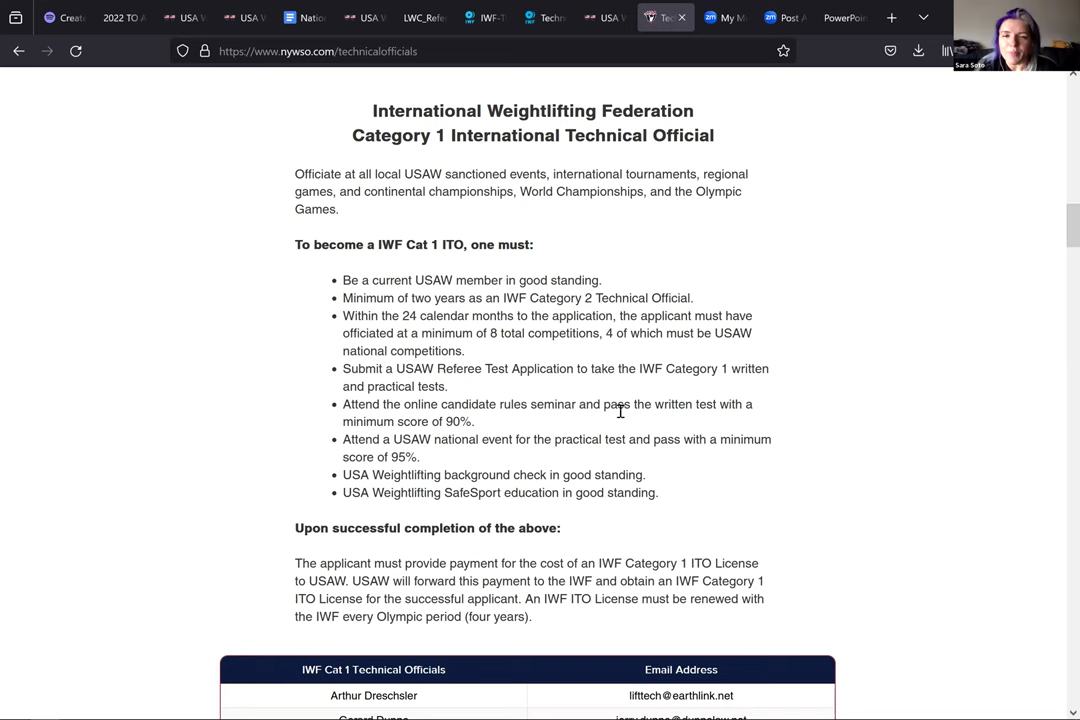 Create
2022 TO A
USA W
USA W
Natio
USA W
LWC_Refe
IWF-T
Techn
USA W
Tec
My M
Post A
PowerPoin
https://www.nywso.com/technicalofficials
Sara Soto
International Weightlifting Federation
Category 1 International Technical Official
Officiate at all local USAW sanctioned events, international tournaments, regional
games, and continental championships, World Championships, and the Olympic
Games.
To become a IWF Cat 1 ITO, one must:
• Be a current USAW member in good standing.
• Minimum of two years as an IWF Category 2 Technical Official.
• Within the 24 calendar months to the application, the applicant must have
officiated at a minimum of 8 total competitions, 4 of which must be USAW
national competitions.
• Submit a USAW Referee Test Application to take the IWF Category 1 written
and practical tests.
• Attend the online candidate rules seminar and pass the written test with a
minimum score of 90%.
• Attend a USAW national event for the practical test and pass with a minimum
score of 95%.
• USA Weightlifting background check in good standing.
• USA Weightlifting SafeSport education in good standing.
Upon successful completion of the above:
The applicant must provide payment for the cost of an IWF Category 1 ITO License
to USAW. USAW will forward this payment to the IWF and obtain an IWF Category 1
ITO License for the successful applicant. An IWF ITO License must be renewed with
the IWF every Olympic period (four years).
IWF Cat 1 Technical Officials Email Address
Arthur Dreschsler lifttech@earthlink.net